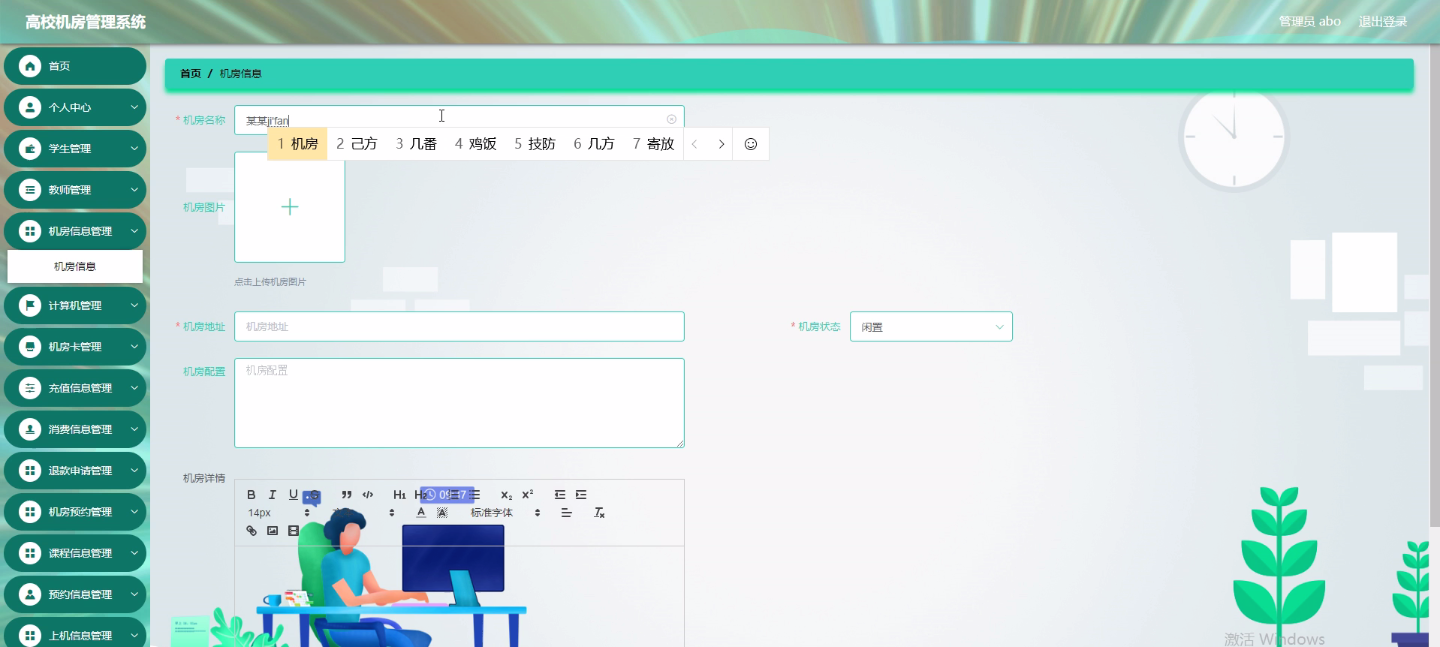 高校机房管理系统
管理员 abo 退出登录
首页
个人中心
学生管理
教师管理
机房信息管理
机房信息
计算机管理
机房卡管理
充值信息管理
消费信息管理
退款申请管理
机房预约管理
课程信息管理
预约信息管理
上机信息管理
首页 / 机房信息
* 机房名称 某某ji'fan
1 机房 2 己方 3 几番 4 鸡饭 5 技防 6 几方 7 寄放
机房图片
点击上传机房图片
* 机房地址 机房地址 * 机房状态 闲置
机房配置 机房配置
机房详情
14px 标准字体
激活 Windows